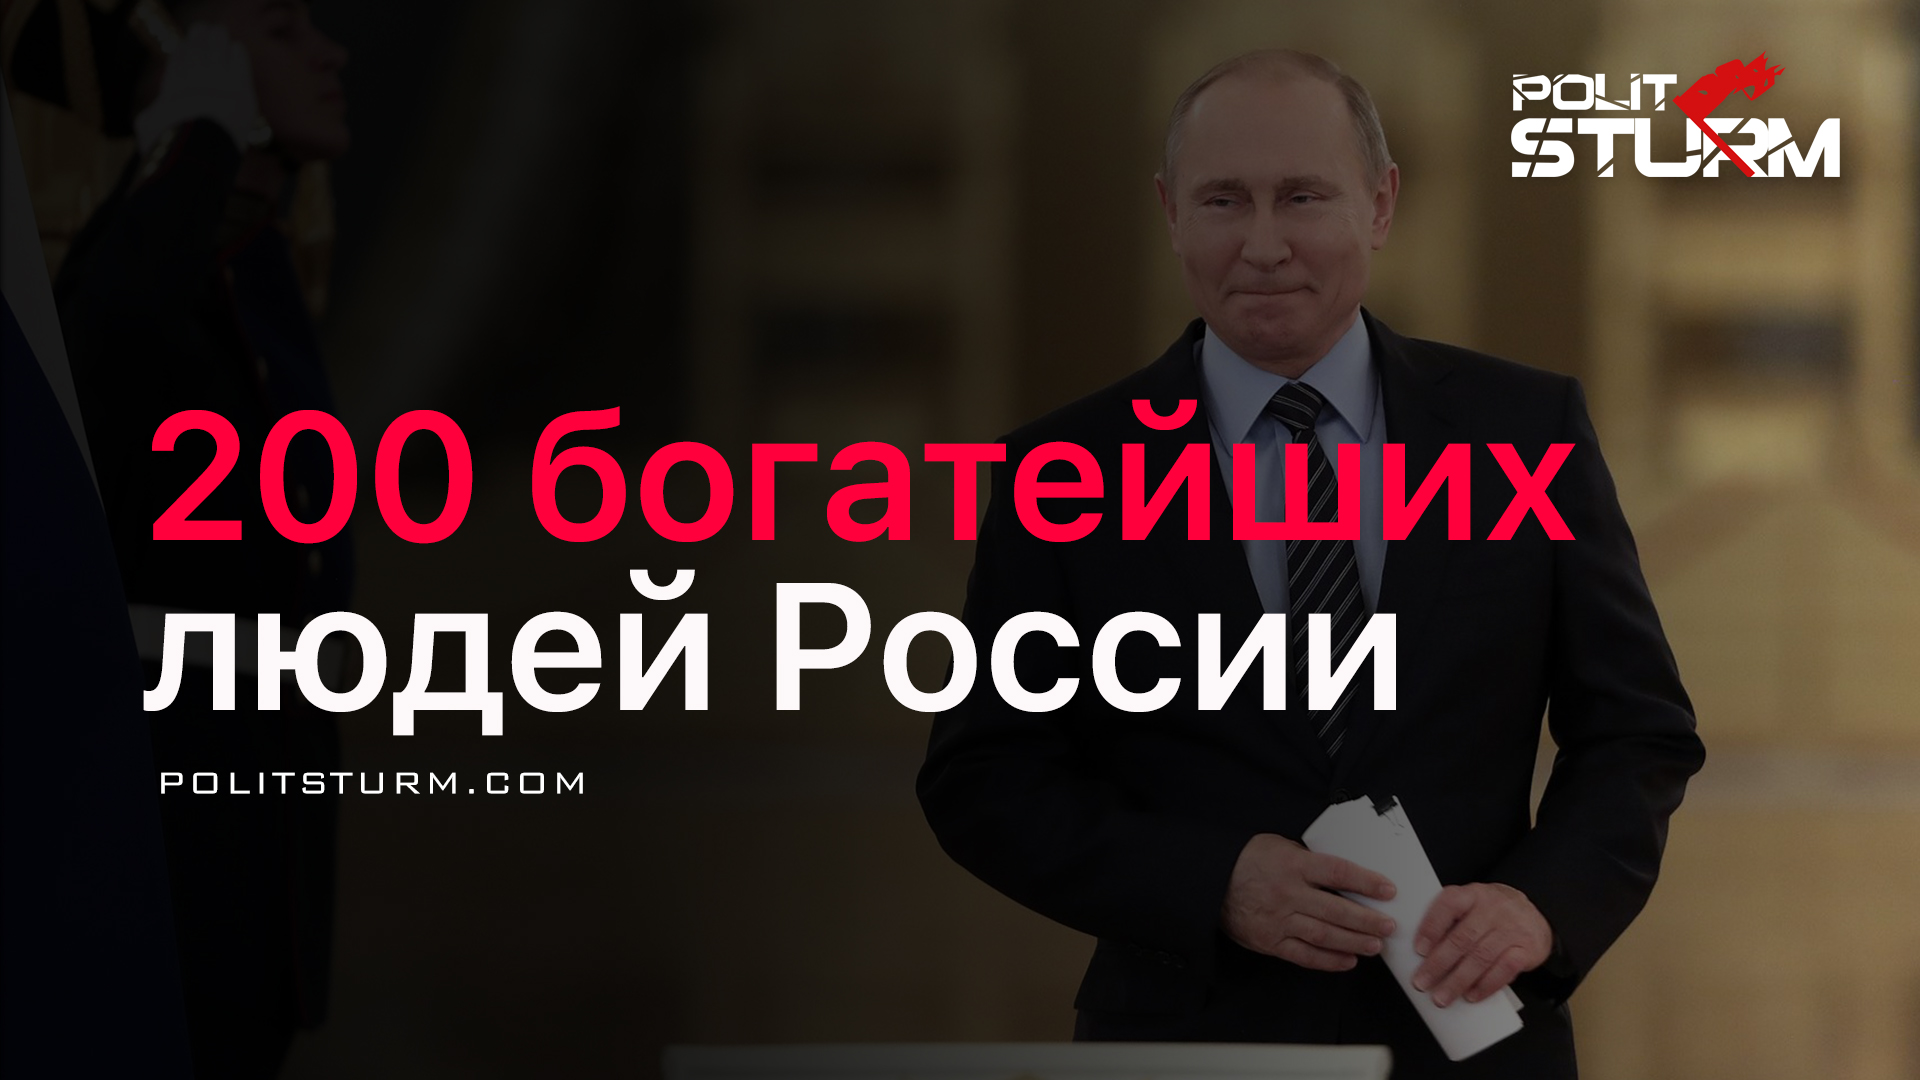 POLIT
STURM
200 богатейших
людей России
POLITSTURM.COM